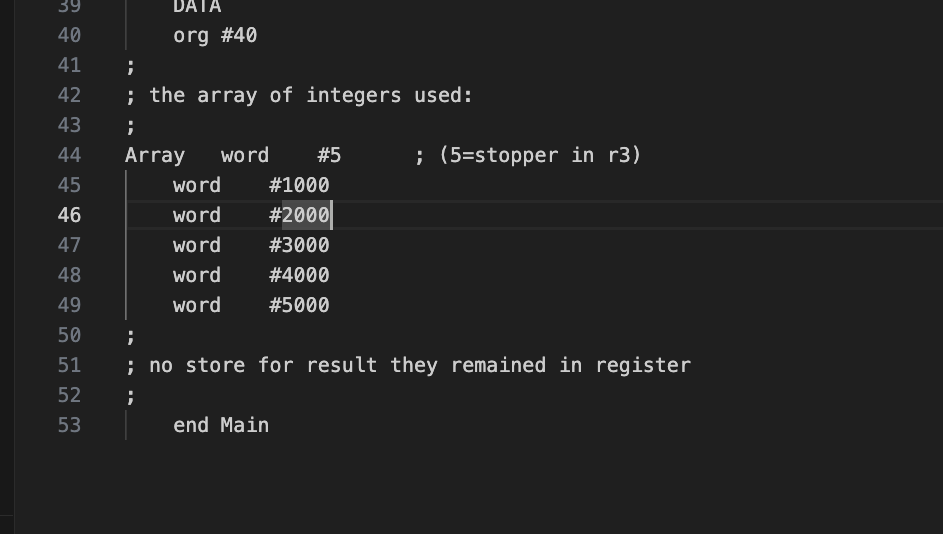 39 DATA
40 org #40
41 ;
42 ; the array of integers used:
43 ;
44 Array word #5 ; (5=stopper in r3)
45 word #1000
46 word #2000
47 word #3000
48 word #4000
49 word #5000
50 ;
51 ; no store for result they remained in register
52 ;
53 end Main